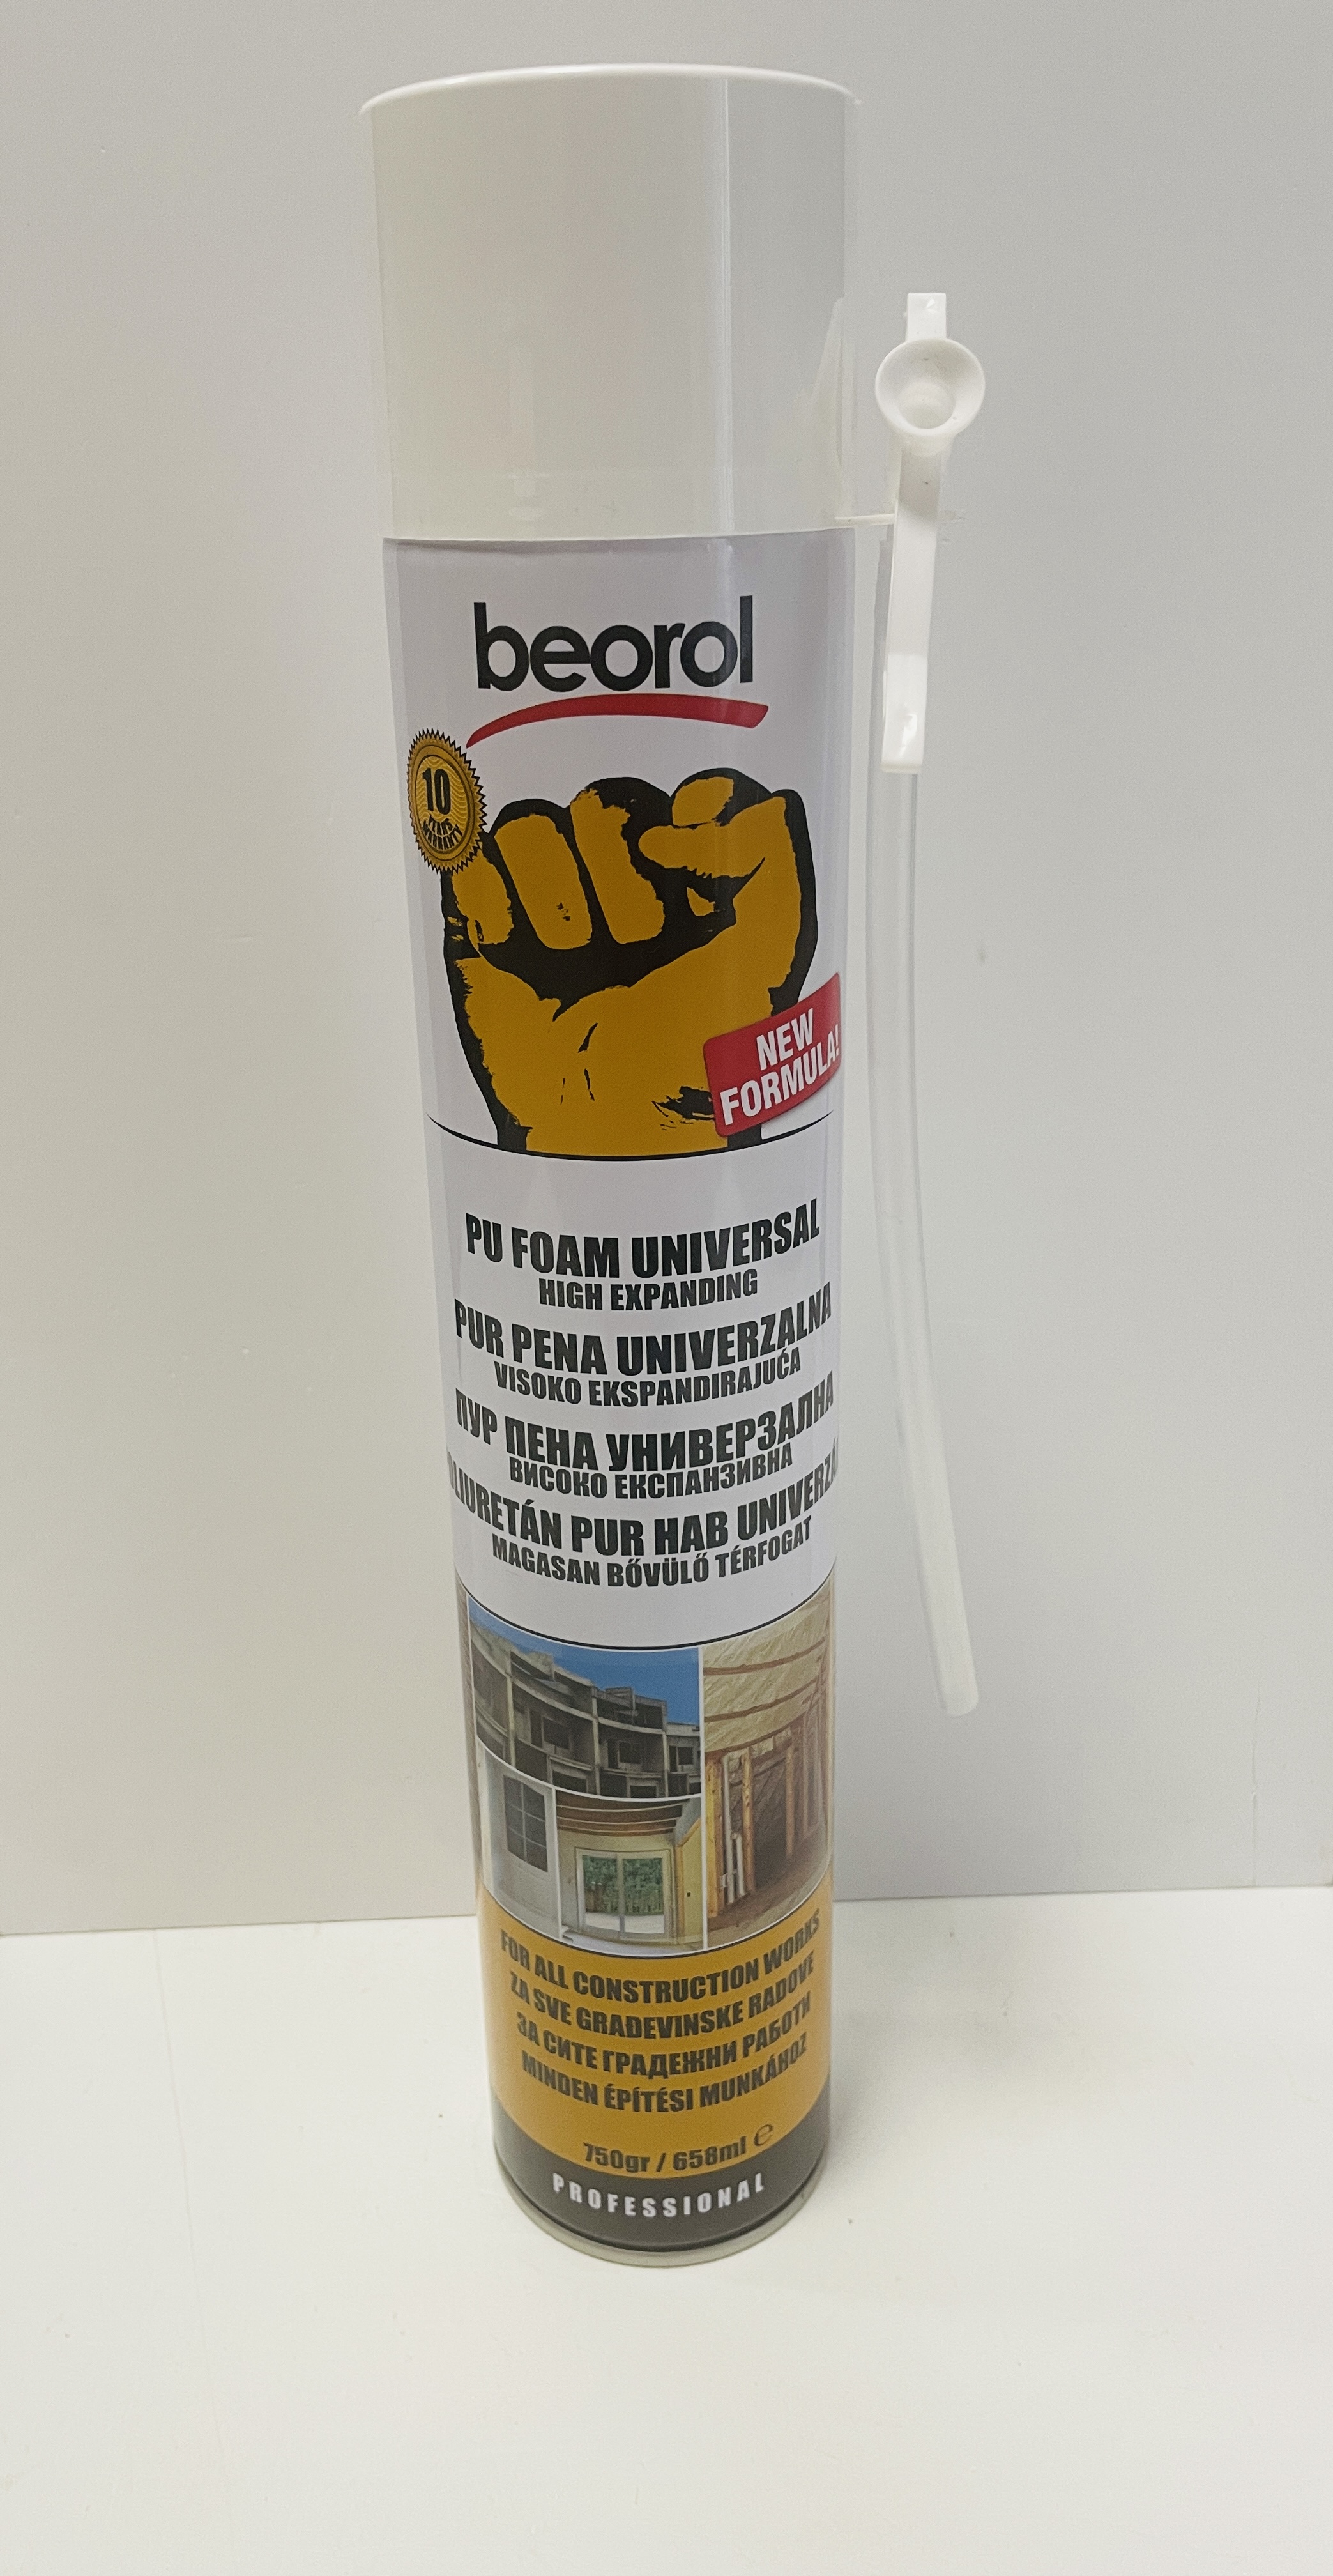 beorol
10
YEARS
WARRANTY
NEW
FORMULA!
PU FOAM UNIVERSAL
HIGH EXPANDING
PUR PENA UNIVERZALNA
VISOKO EKSPANDIRAJUĆA
ПУР ПЕНА УНИВЕРЗАЛНА
ВИСОКО ЕКСПАНЗИВНА
PUR HAB
MAGASAN BŐVÜLŐ TÉRFOGAT
FOR ALL CONSTRUCTION WORKS
ZA SVE GRAĐEVINSKE RADOVE
ЗА СИТЕ ГРАДЕЖНИ РАБОТИ
MINDEN ÉPÍTÉSI MUNKÁHOZ
750gr / 658ml ℮
PROFESSIONAL